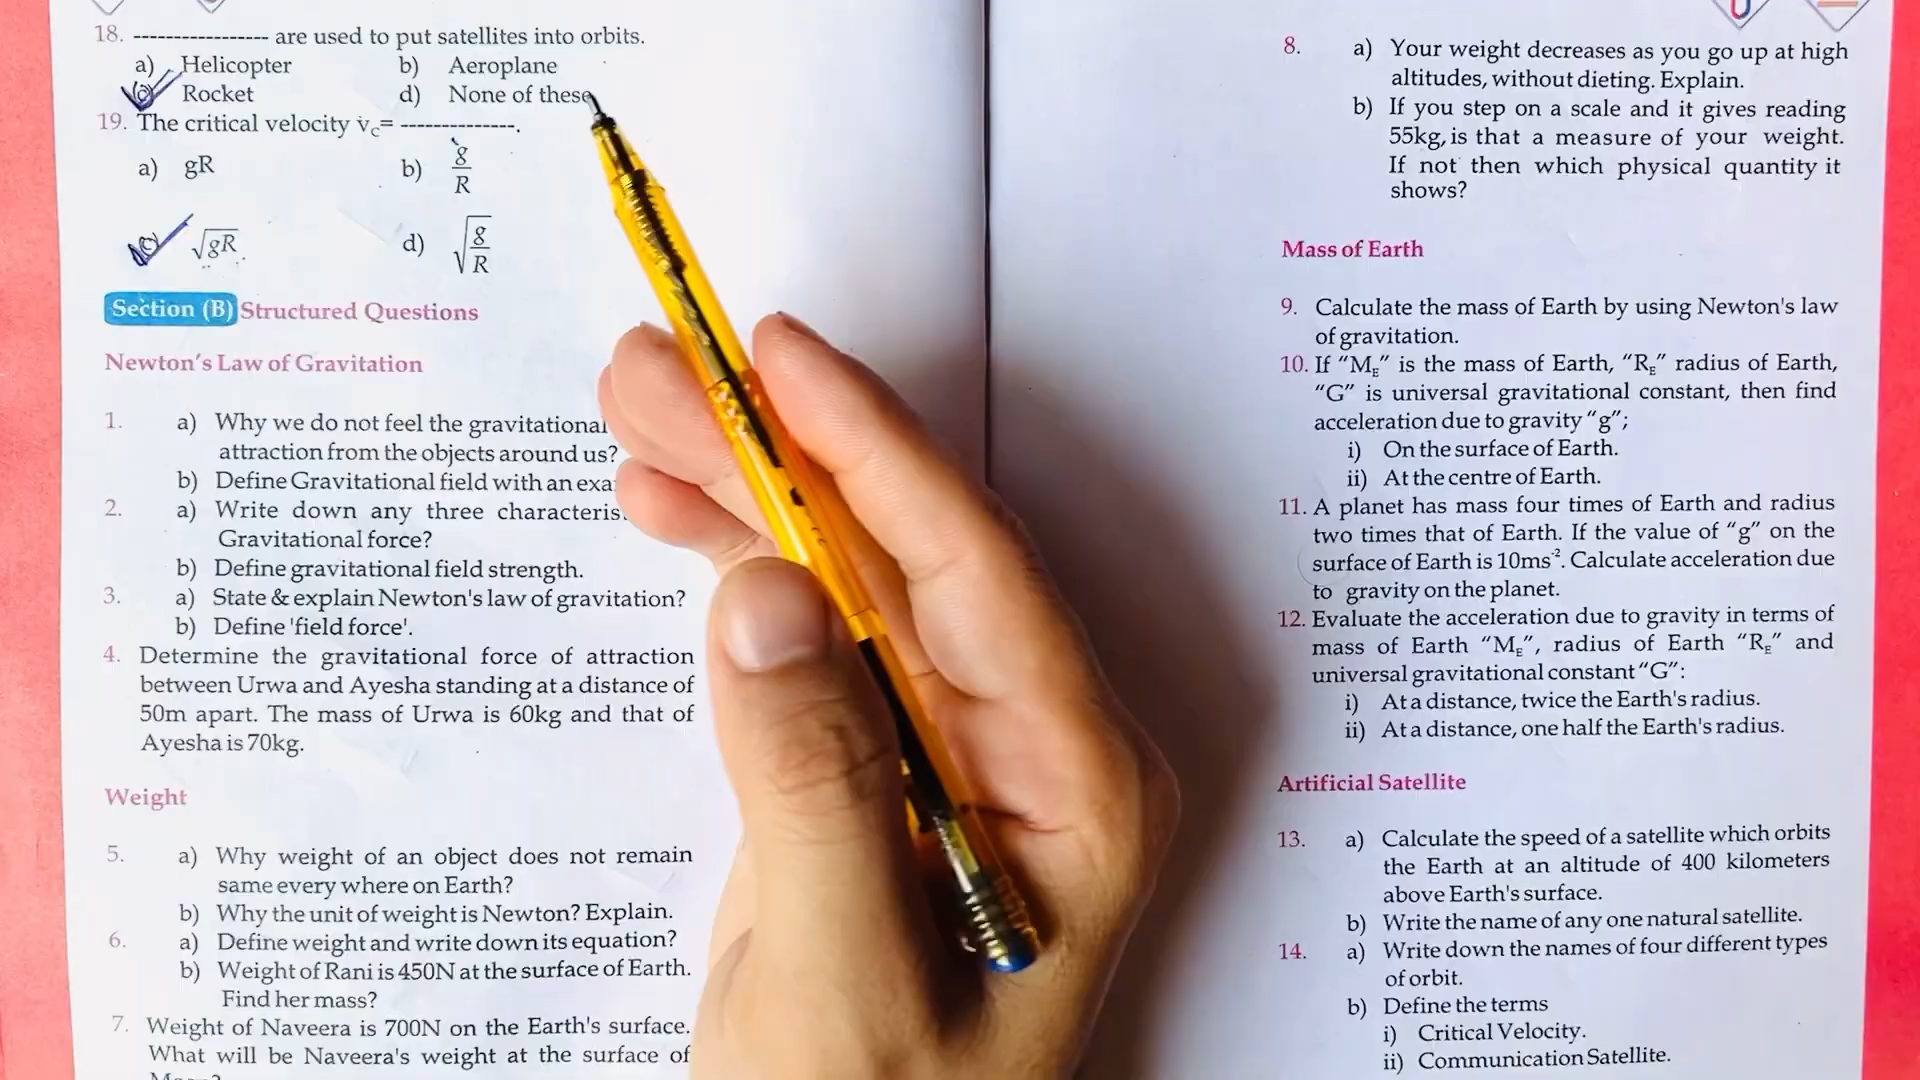 18. ----------------- are used to put satellites into orbits.
a) Helicopter b) Aeroplane
c) Rocket d) None of these
19. The critical velocity vc= --------------.
a) gR b) g/R
c) √gR d) √g/R
Section (B) Structured Questions
Newton's Law of Gravitation
1. a) Why we do not feel the gravitational
attraction from the objects around us?
b) Define Gravitational field with an exa
2. a) Write down any three characteris
Gravitational force?
b) Define gravitational field strength.
3. a) State & explain Newton's law of gravitation?
b) Define 'field force'.
4. Determine the gravitational force of attraction
between Urwa and Ayesha standing at a distance of
50m apart. The mass of Urwa is 60kg and that of
Ayesha is 70kg.
Weight
5. a) Why weight of an object does not remain
same every where on Earth?
b) Why the unit of weight is Newton? Explain.
6. a) Define weight and write down its equation?
b) Weight of Rani is 450N at the surface of Earth.
Find her mass?
7. Weight of Naveera is 700N on the Earth's surface.
What will be Naveera's weight at the surface of
8. a) Your weight decreases as you go up at high
altitudes, without dieting. Explain.
b) If you step on a scale and it gives reading
55kg, is that a measure of your weight.
If not then which physical quantity it
shows?
Mass of Earth
9. Calculate the mass of Earth by using Newton's law
of gravitation.
10. If "ME" is the mass of Earth, "RE" radius of Earth,
"G" is universal gravitational constant, then find
acceleration due to gravity "g";
i) On the surface of Earth.
ii) At the centre of Earth.
11. A planet has mass four times of Earth and radius
two times that of Earth. If the value of "g" on the
surface of Earth is 10ms⁻². Calculate acceleration due
to gravity on the planet.
12. Evaluate the acceleration due to gravity in terms of
mass of Earth "ME", radius of Earth "RE" and
universal gravitational constant "G":
i) At a distance, twice the Earth's radius.
ii) At a distance, one half the Earth's radius.
Artificial Satellite
13. a) Calculate the speed of a satellite which orbits
the Earth at an altitude of 400 kilometers
above Earth's surface.
b) Write the name of any one natural satellite.
14. a) Write down the names of four different types
of orbit.
b) Define the terms
i) Critical Velocity.
ii) Communication Satellite.